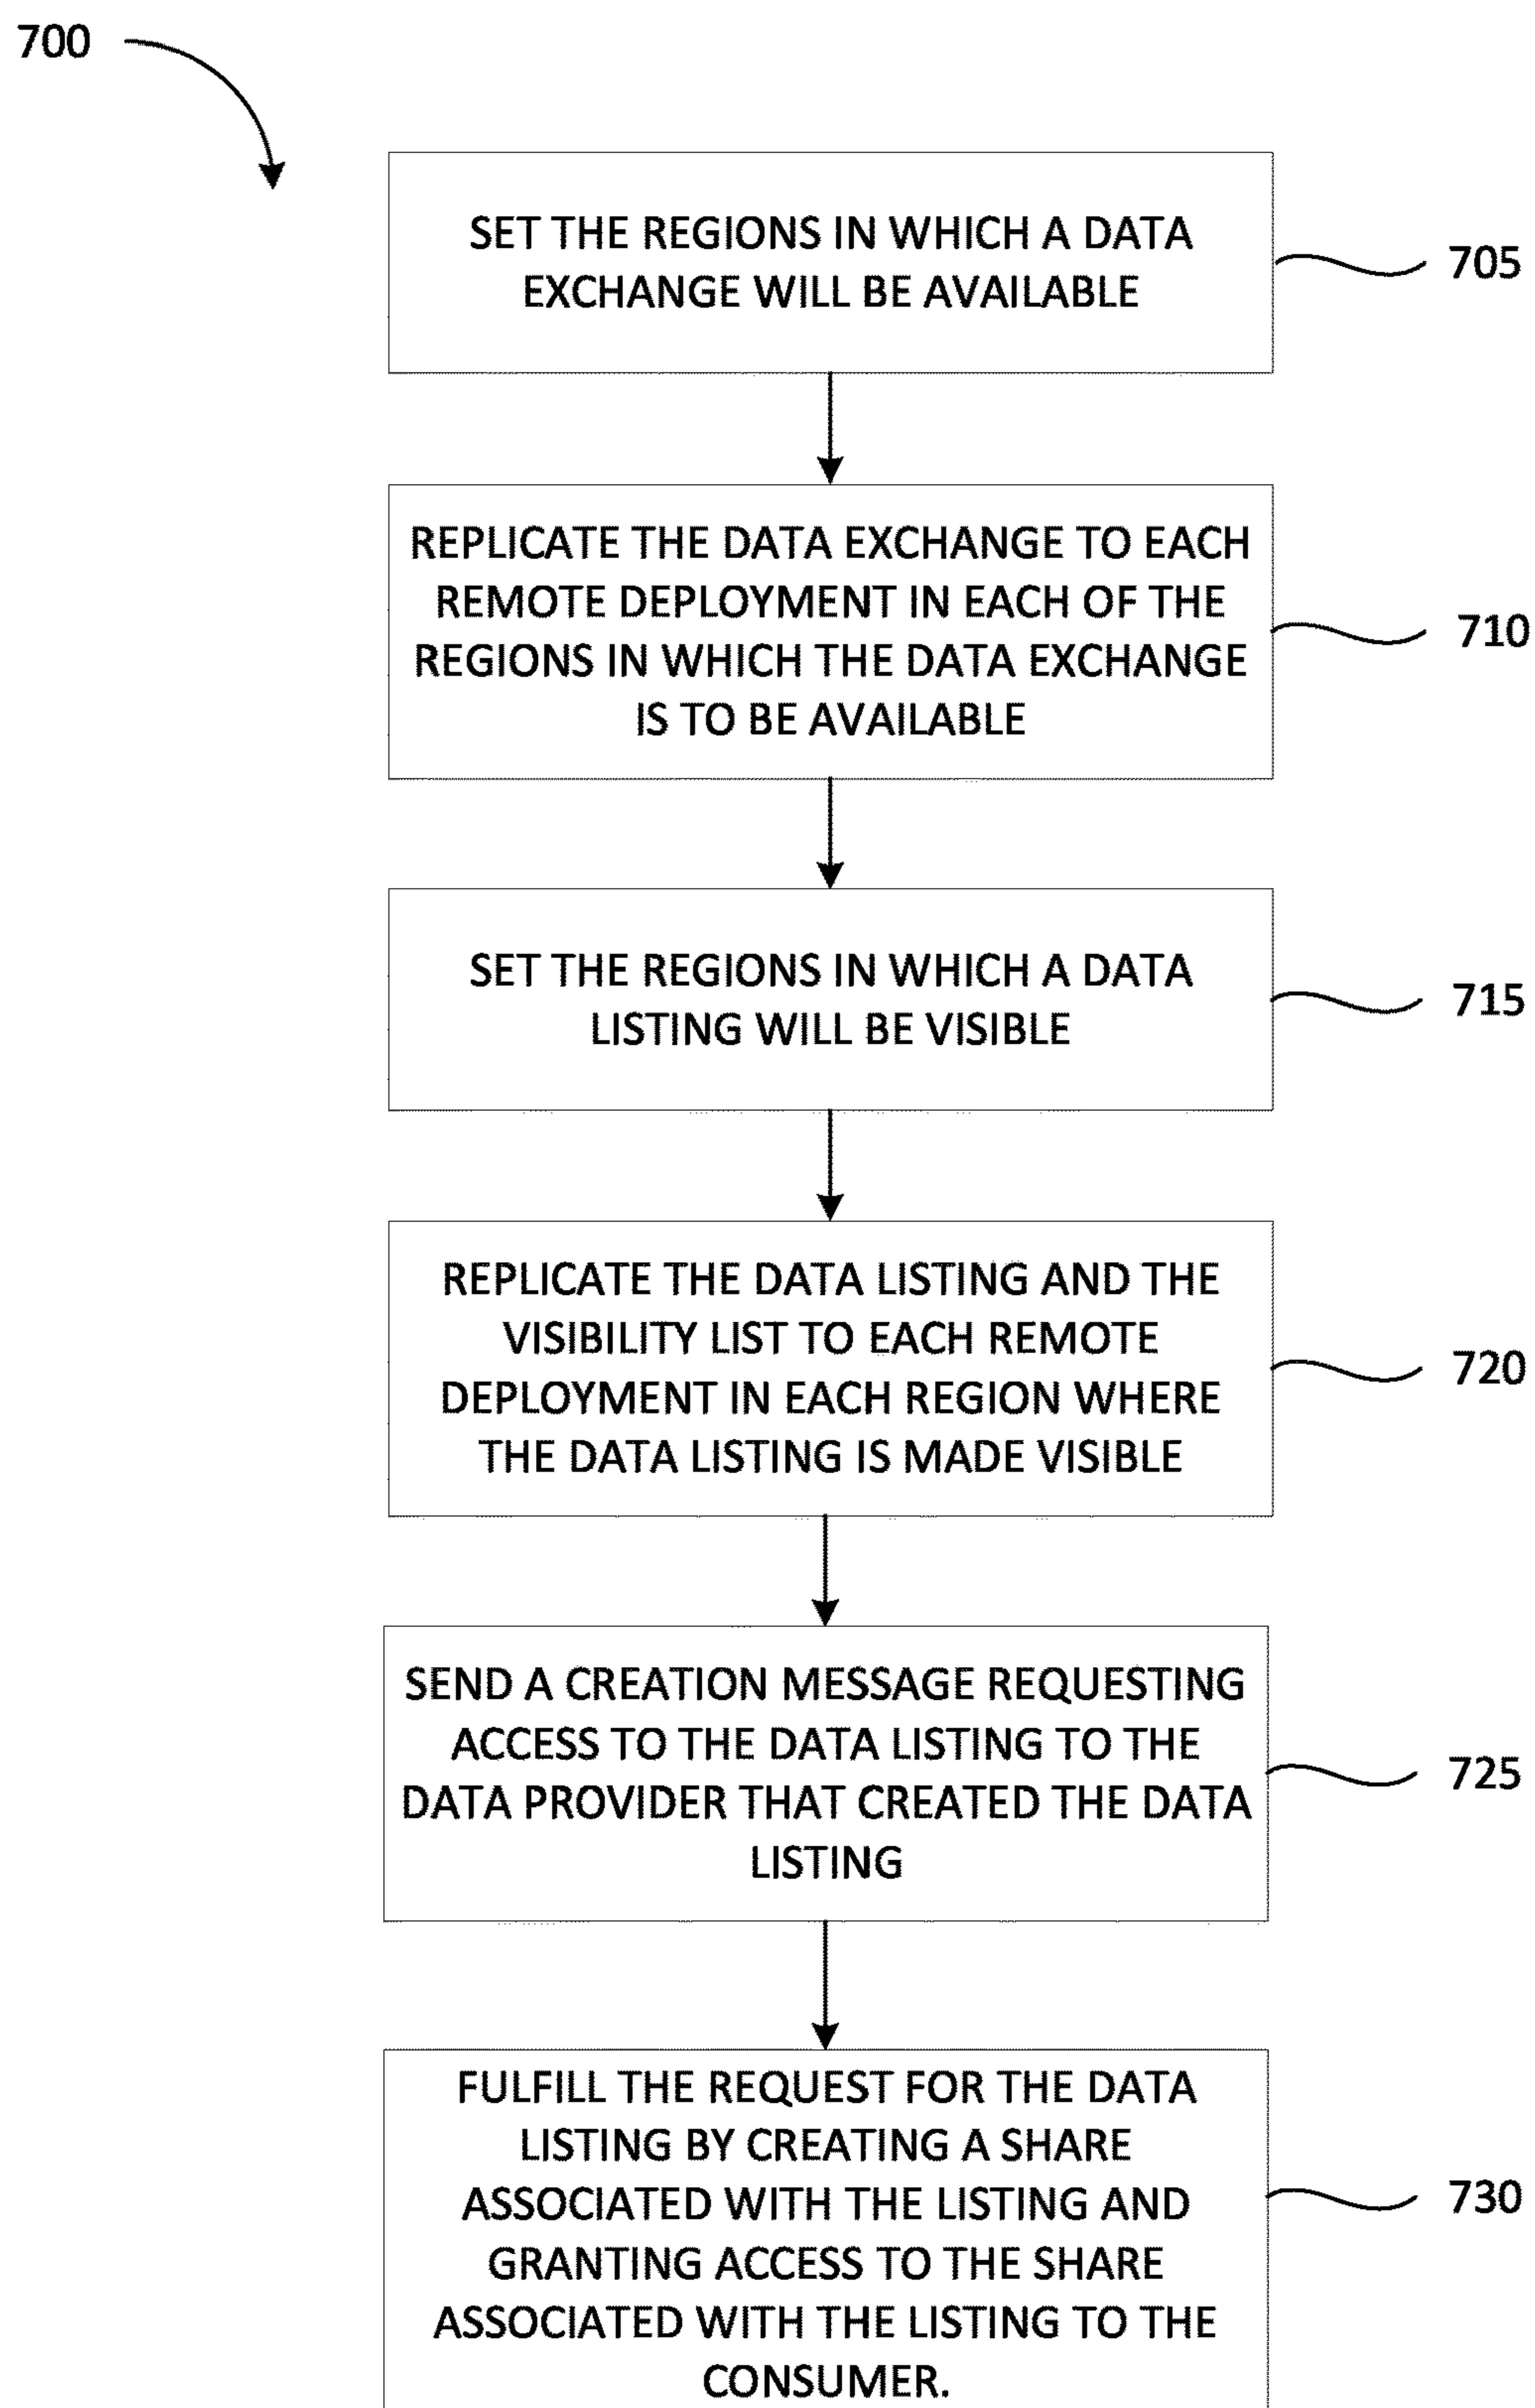 700
SET THE REGIONS IN WHICH A DATA
EXCHANGE WILL BE AVAILABLE
705
REPLICATE THE DATA EXCHANGE TO EACH
REMOTE DEPLOYMENT IN EACH OF THE
REGIONS IN WHICH THE DATA EXCHANGE
IS TO BE AVAILABLE
710
SET THE REGIONS IN WHICH A DATA
LISTING WILL BE VISIBLE
715
REPLICATE THE DATA LISTING AND THE
VISIBILITY LIST TO EACH REMOTE
DEPLOYMENT IN EACH REGION WHERE
THE DATA LISTING IS MADE VISIBLE
720
SEND A CREATION MESSAGE REQUESTING
ACCESS TO THE DATA LISTING TO THE
DATA PROVIDER THAT CREATED THE DATA
LISTING
725
FULFILL THE REQUEST FOR THE DATA
LISTING BY CREATING A SHARE
ASSOCIATED WITH THE LISTING AND
GRANTING ACCESS TO THE SHARE
ASSOCIATED WITH THE LISTING TO THE
CONSUMER.
730